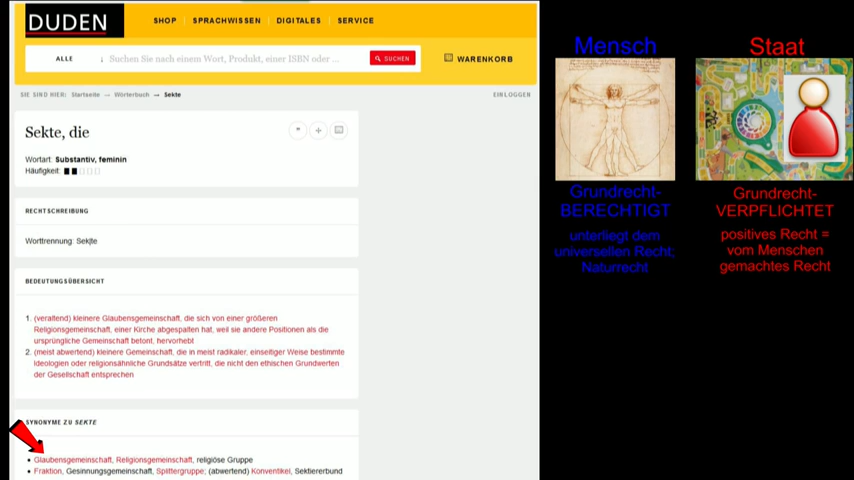 DUDEN
SHOP SPRACHWISSEN DIGITALES SERVICE
ALLE Suchen Sie nach einem Wort, Produkt, einer ISBN oder ... SUCHEN WARENKORB
SIE SIND HIER: Startseite → Wörterbuch → Sekte EINLOGGEN
Sekte, die
Wortart: Substantiv, feminin
Häufigkeit:
RECHTSCHREIBUNG
Worttrennung: Sek|te
BEDEUTUNGSÜBERSICHT
1. (veraltend) kleinere Glaubensgemeinschaft, die sich von einer größeren
Religionsgemeinschaft, einer Kirche abgespalten hat, weil sie andere Positionen als die
ursprüngliche Gemeinschaft betont, hervorhebt
2. (meist abwertend) kleinere Gemeinschaft, die in meist radikaler, einseitiger Weise bestimmte
Ideologien oder religionsähnliche Grundsätze vertritt, die nicht den ethischen Grundwerten
der Gesellschaft entsprechen
SYNONYME ZU SEKTE
• Glaubensgemeinschaft, Religionsgemeinschaft, religiöse Gruppe
• Fraktion, Gesinnungsgemeinschaft, Splittergruppe; (abwertend) Konventikel, Sektiererbund
Mensch
Grundrecht-
BERECHTIGT
unterliegt dem
universellen Recht;
Naturrecht
Staat
Grundrecht-
VERPFLICHTET
positives Recht =
vom Menschen
gemachtes Recht